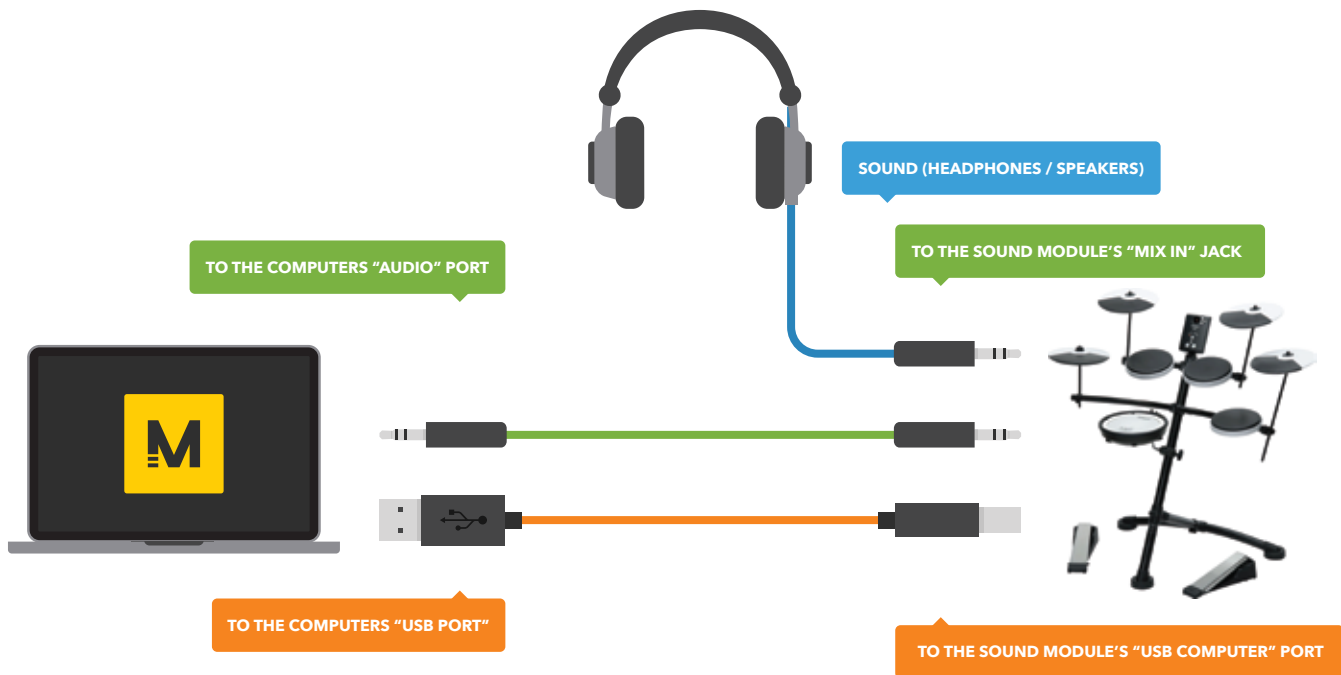 SOUND (HEADPHONES / SPEAKERS)
TO THE COMPUTERS “AUDIO” PORT
TO THE SOUND MODULE’S “MIX IN” JACK
M
TO THE COMPUTERS “USB PORT”
TO THE SOUND MODULE’S “USB COMPUTER” PORT